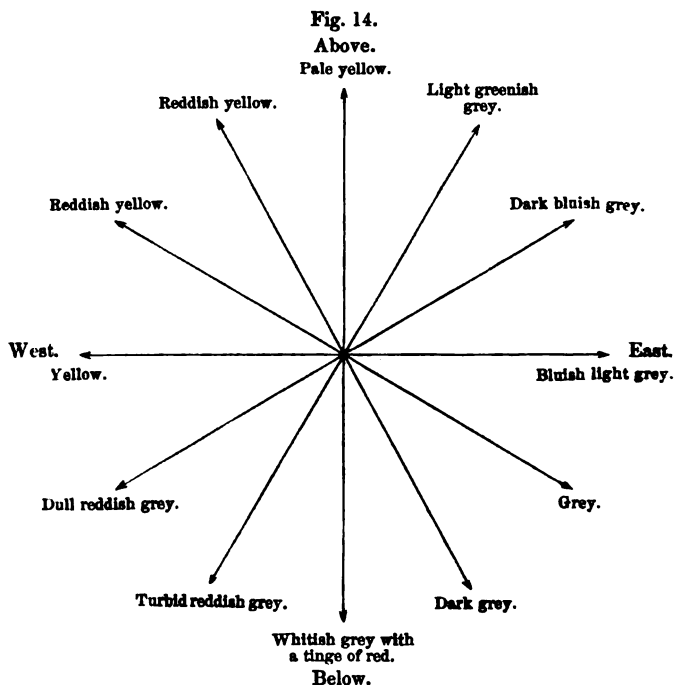 Fig. 14.
Above.
Pale yellow.
Reddish yellow.
Light greenish
grey.
Reddish yellow.
Dark bluish grey.
West.
East.
Yellow.
Bluish light grey.
Dull reddish grey.
Grey.
Turbid reddish grey.
Dark grey.
Whitish grey with
a tinge of red.
Below.